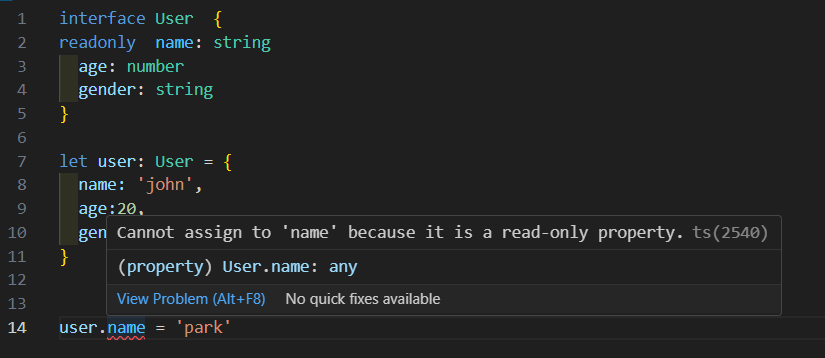 1 interface User  {
2 readonly  name: string
3   age: number
4   gender: string
5 }
6
7 let user: User = {
8   name: 'john',
9   age:20,
10   gen
11 }
12
13
14 user.name = 'park'
Cannot assign to 'name' because it is a read-only property. ts(2540)
(property) User.name: any
View Problem (Alt+F8) No quick fixes available